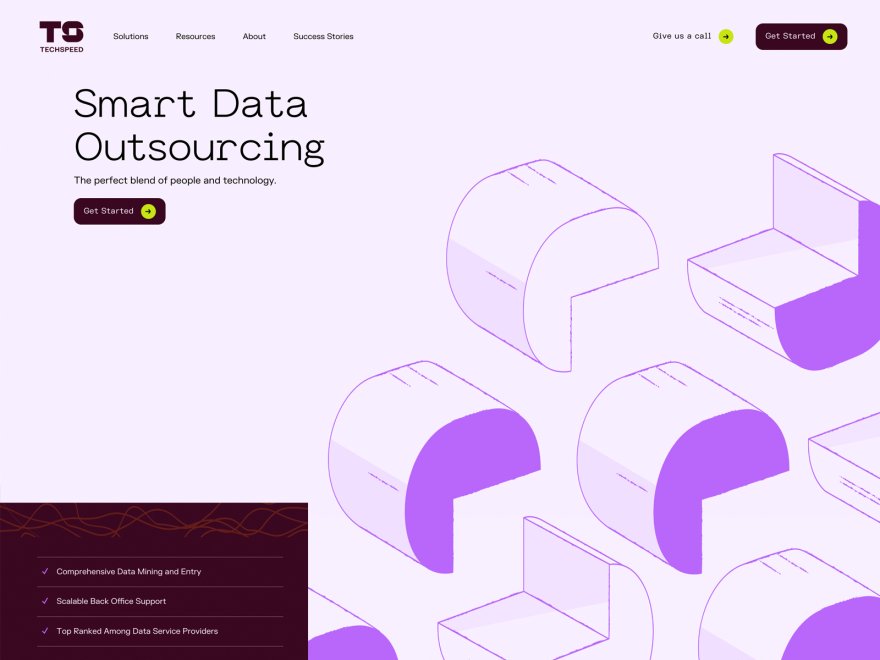 TS
TECHSPEED
Solutions
Resources
About
Success Stories
Give us a call
Get Started
Smart Data
Outsourcing
The perfect blend of people and technology.
Get Started
Comprehensive Data Mining and Entry
Scalable Back Office Support
Top Ranked Among Data Service Providers